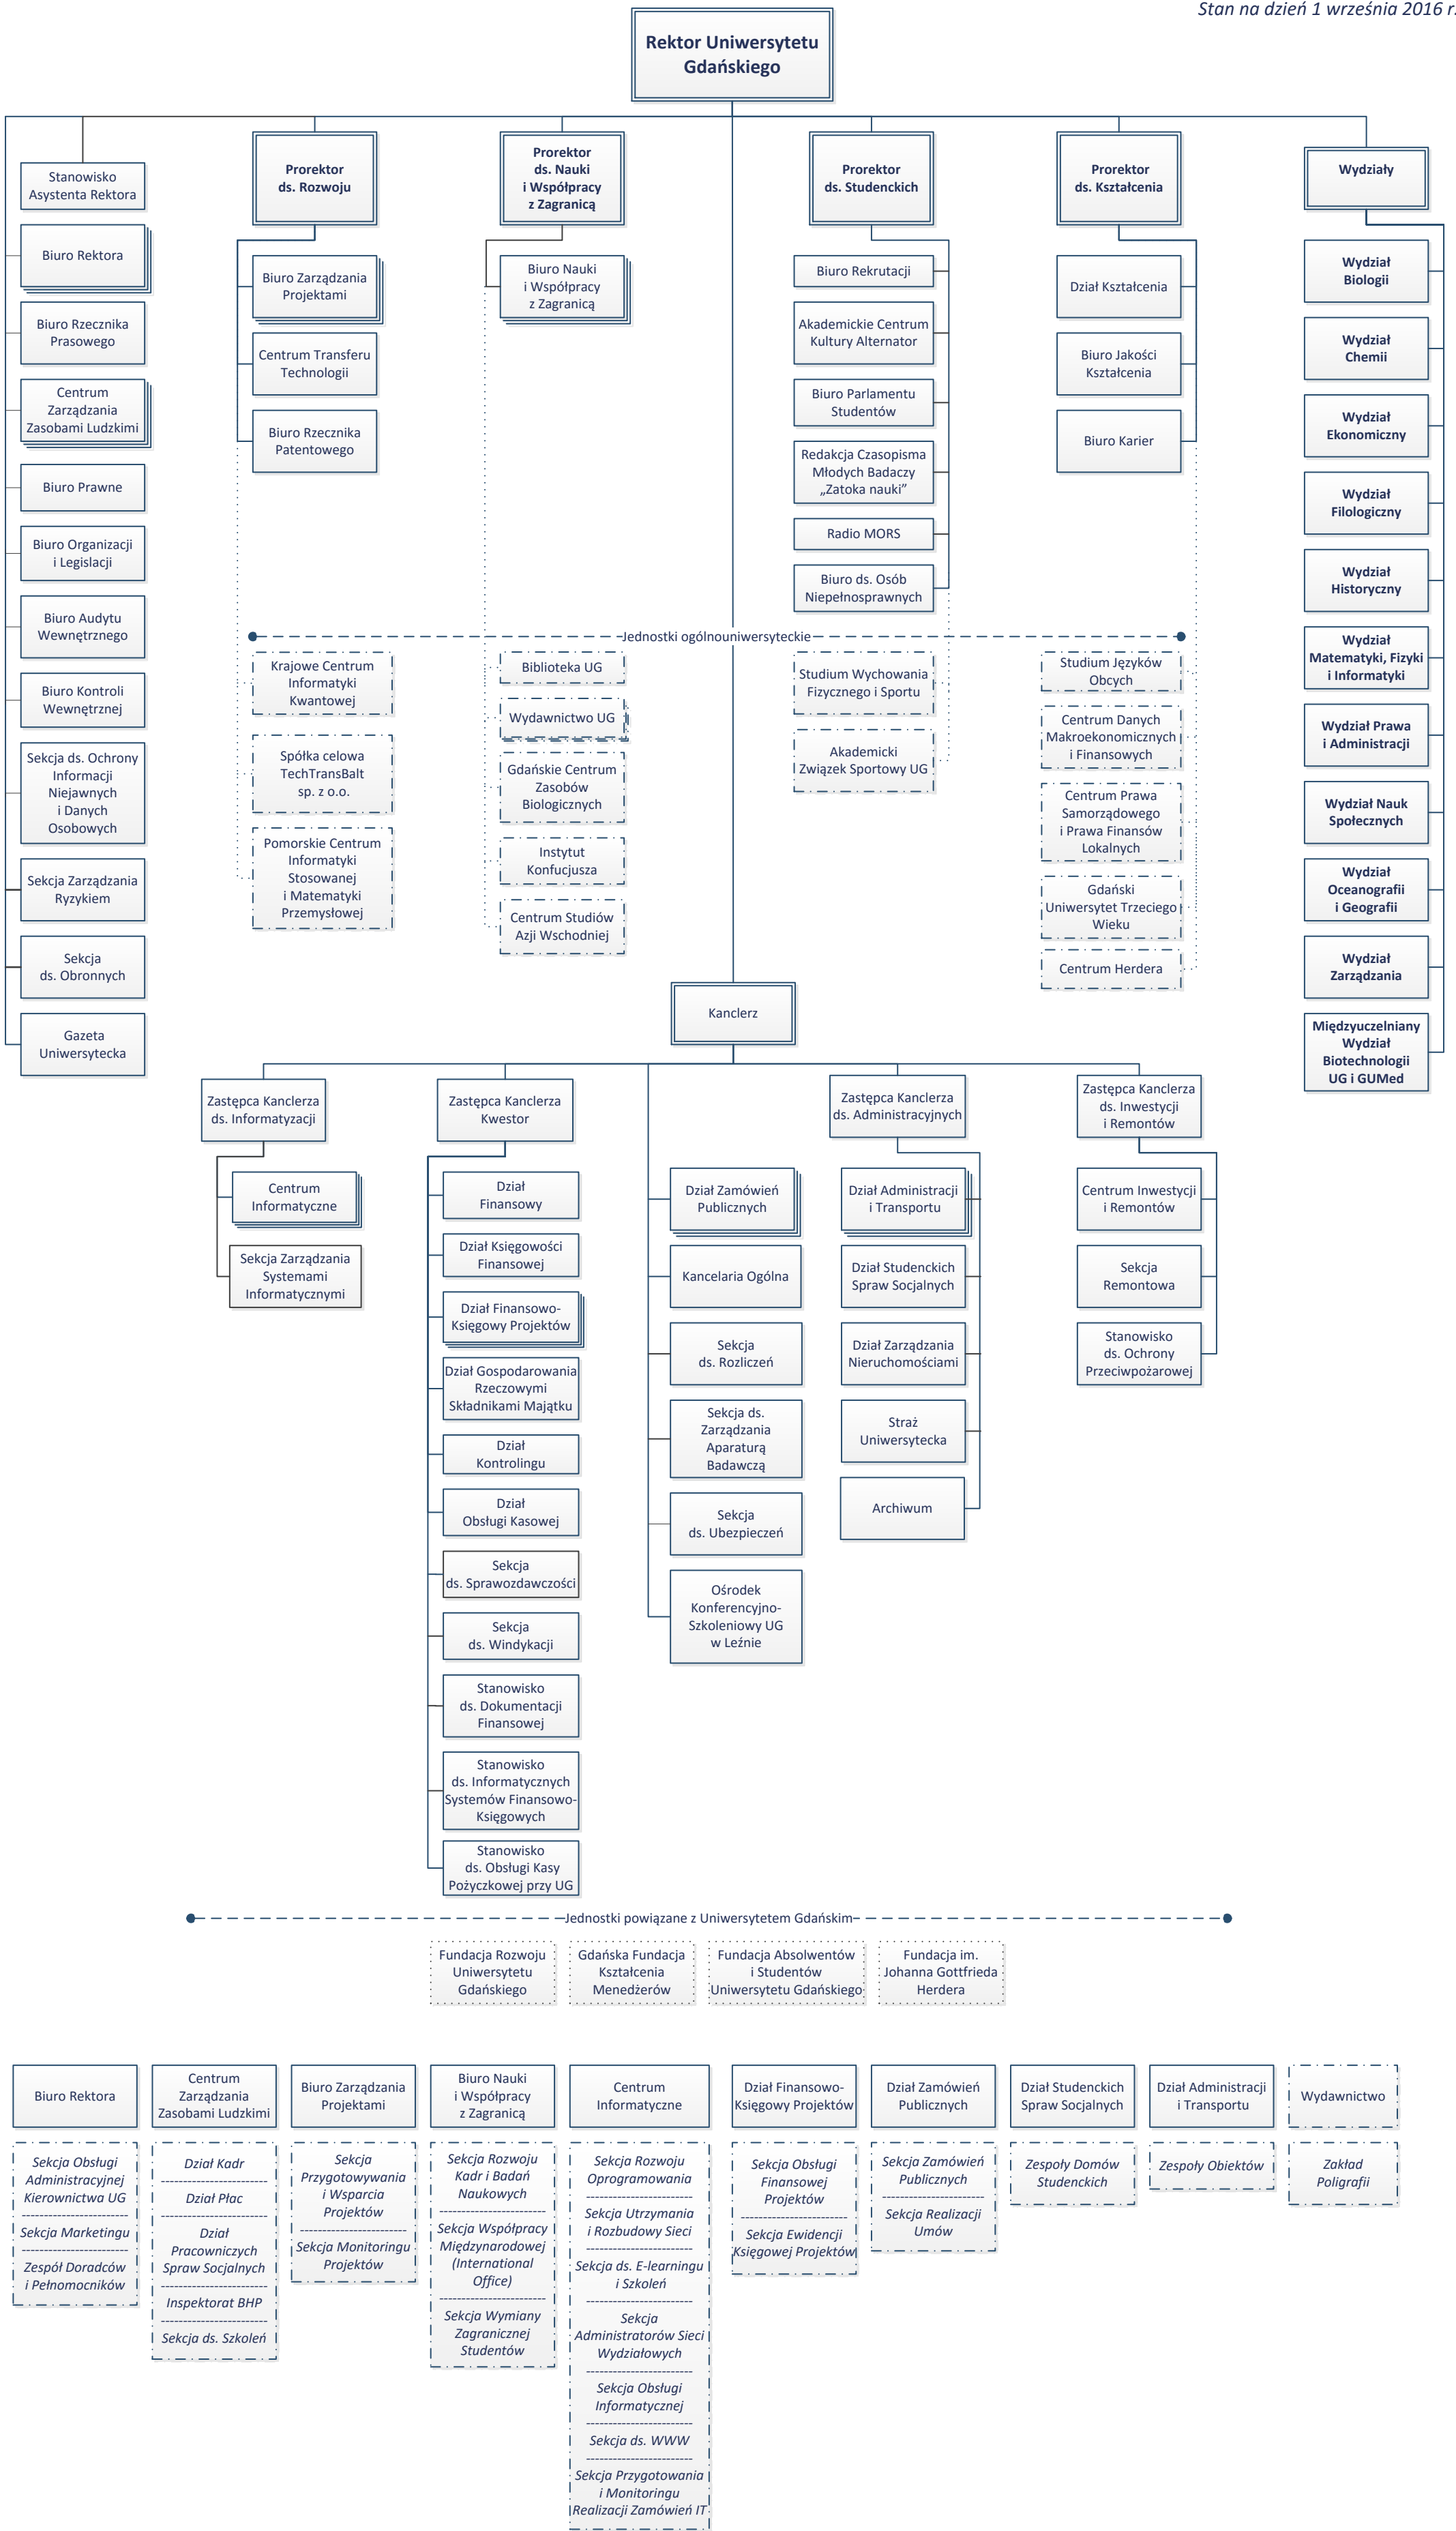 Stan na dzień 1 września 2016 r.
Rektor Uniwersytetu
Gdańskiego
Stanowisko
Asystenta Rektora
Biuro Rektora
Biuro Rzecznika
Prasowego
Centrum
Zarządzania
Zasobami Ludzkimi
Biuro Prawne
Biuro Organizacji
i Legislacji
Biuro Audytu
Wewnętrznego
Biuro Kontroli
Wewnętrznej
Sekcja ds. Ochrony
Informacji
Niejawnych
i Danych
Osobowych
Sekcja Zarządzania
Ryzykiem
Sekcja
ds. Obronnych
Gazeta
Uniwersytecka
Prorektor
ds. Rozwoju
Biuro Zarządzania
Projektami
Centrum Transferu
Technologii
Biuro Rzecznika
Patentowego
Prorektor
ds. Nauki
i Współpracy
z Zagranicą
Biuro Nauki
i Współpracy
z Zagranicą
Prorektor
ds. Studenckich
Biuro Rekrutacji
Akademickie Centrum
Kultury Alternator
Biuro Parlamentu
Studentów
Redakcja Czasopisma
Młodych Badaczy
„Zatoka nauki”
Radio MORS
Biuro ds. Osób
Niepełnosprawnych
Prorektor
ds. Kształcenia
Dział Kształcenia
Biuro Jakości
Kształcenia
Biuro Karier
Wydziały
Wydział
Biologii
Wydział
Chemii
Wydział
Ekonomiczny
Wydział
Filologiczny
Wydział
Historyczny
Wydział
Matematyki, Fizyki
i Informatyki
Wydział Prawa
i Administracji
Wydział Nauk
Społecznych
Wydział
Oceanografii
i Geografii
Wydział
Zarządzania
Międzyuczelniany
Wydział
Biotechnologii
UG i GUMed
Jednostki ogólnouniwersyteckie
Krajowe Centrum
Informatyki
Kwantowej
Spółka celowa
TechTransBalt
sp. z o.o.
Pomorskie Centrum
Informatyki
Stosowanej
i Matematyki
Przemysłowej
Biblioteka UG
Wydawnictwo UG
Gdańskie Centrum
Zasobów
Biologicznych
Instytut
Konfucjusza
Centrum Studiów
Azji Wschodniej
Studium Wychowania
Fizycznego i Sportu
Akademicki
Związek Sportowy UG
Studium Języków
Obcych
Centrum Danych
Makroekonomicznych
i Finansowych
Centrum Prawa
Samorządowego
i Prawa Finansów
Lokalnych
Gdański
Uniwersytet Trzeciego
Wieku
Centrum Herdera
Kanclerz
Zastępca Kanclerza
ds. Informatyzacji
Centrum
Informatyczne
Sekcja Zarządzania
Systemami
Informatycznymi
Zastępca Kanclerza
Kwestor
Dział
Finansowy
Dział Księgowości
Finansowej
Dział Finansowo-
Księgowy Projektów
Dział Gospodarowania
Rzeczowymi
Składnikami Majątku
Dział
Kontrolingu
Dział
Obsługi Kasowej
Sekcja
ds. Sprawozdawczości
Sekcja
ds. Windykacji
Stanowisko
ds. Dokumentacji
Finansowej
Stanowisko
ds. Informatycznych
Systemów Finansowo-
Księgowych
Stanowisko
ds. Obsługi Kasy
Pożyczkowej przy UG
Dział Zamówień
Publicznych
Kancelaria Ogólna
Sekcja
ds. Rozliczeń
Sekcja ds.
Zarządzania
Aparaturą
Badawczą
Sekcja
ds. Ubezpieczeń
Ośrodek
Konferencyjno-
Szkoleniowy UG
w Leźnie
Zastępca Kanclerza
ds. Administracyjnych
Dział Administracji
i Transportu
Dział Studenckich
Spraw Socjalnych
Dział Zarządzania
Nieruchomościami
Straż
Uniwersytecka
Archiwum
Zastępca Kanclerza
ds. Inwestycji
i Remontów
Centrum Inwestycji
i Remontów
Sekcja
Remontowa
Stanowisko
ds. Ochrony
Przeciwpożarowej
Jednostki powiązane z Uniwersytetem Gdańskim
Fundacja Rozwoju
Uniwersytetu
Gdańskiego
Gdańska Fundacja
Kształcenia
Menedżerów
Fundacja Absolwentów
i Studentów
Uniwersytetu Gdańskiego
Fundacja im.
Johanna Gottfrieda
Herdera
Biuro Rektora
Sekcja Obsługi
Administracyjnej
Kierownictwa UG
Sekcja Marketingu
Zespół Doradców
i Pełnomocników
Centrum
Zarządzania
Zasobami Ludzkimi
Dział Kadr
Dział Płac
Dział
Pracowniczych
Spraw Socjalnych
Inspektorat BHP
Sekcja ds. Szkoleń
Biuro Zarządzania
Projektami
Sekcja
Przygotowywania
i Wsparcia
Projektów
Sekcja Monitoringu
Projektów
Biuro Nauki
i Współpracy
z Zagranicą
Sekcja Rozwoju
Kadr i Badań
Naukowych
Sekcja Współpracy
Międzynarodowej
(International
Office)
Sekcja Wymiany
Zagranicznej
Studentów
Centrum
Informatyczne
Sekcja Rozwoju
Oprogramowania
Sekcja Utrzymania
i Rozbudowy Sieci
Sekcja ds. E-learningu
i Szkoleń
Sekcja
Administratorów Sieci
Wydziałowych
Sekcja Obsługi
Informatycznej
Sekcja ds. WWW
Sekcja Przygotowania
i Monitoringu
Realizacji Zamówień IT
Dział Finansowo-
Księgowy Projektów
Sekcja Obsługi
Finansowej
Projektów
Sekcja Ewidencji
Księgowej Projektów
Dział Zamówień
Publicznych
Sekcja Zamówień
Publicznych
Sekcja Realizacji
Umów
Dział Studenckich
Spraw Socjalnych
Zespoły Domów
Studenckich
Dział Administracji
i Transportu
Zespoły Obiektów
Wydawnictwo
Zakład
Poligrafii